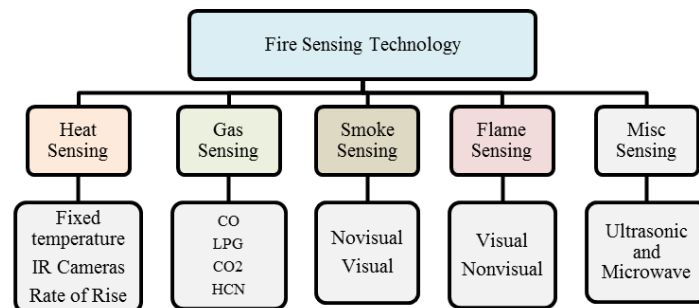 Fire Sensing Technology
Heat
Sensing
Gas
Sensing
Smoke
Sensing
Flame
Sensing
Misc
Sensing
Fixed
temperature
IR Cameras
Rate of Rise
CO
LPG
CO2
HCN
Novisual
Visual
Visual
Nonvisual
Ultrasonic
and
Microwave